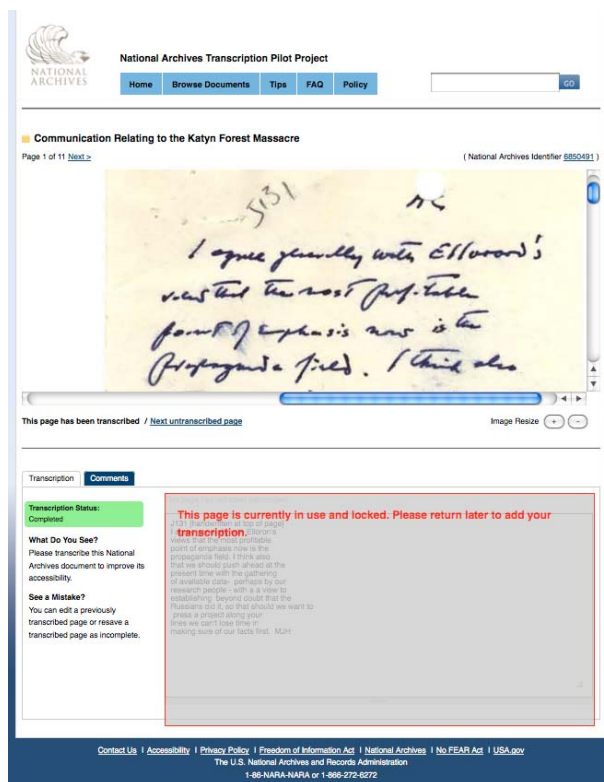 NATIONAL
ARCHIVES
National Archives Transcription Pilot Project
Home Browse Documents Tips FAQ Policy
GO
Communication Relating to the Katyn Forest Massacre
Page 1 of 11 Next >
( National Archives Identifier 6850491 )
I agree generally with
views that the most profitable
point of emphasis now is the
propaganda field. I think also
This page has been transcribed / Next untranscribed page
Image Resize + -
Transcription Comments
Transcription Status:
Completed
What Do You See?
Please transcribe this National
Archives document to improve its
accessibility.
See a Mistake?
You can edit a previously
transcribed page or resave a
transcribed page as incomplete.
This page is currently in use and locked. Please return later to add your
transcription.
J131 [handwritten at top of page]
views that the most profitable
point of emphasis now is the
propaganda field. I think also
that we should push ahead at the
present time with the gathering
of available data- perhaps by our
research people - with a a view to
establishing beyond doubt that the
Russians did it, so that should we want to
press a project along your
lines we can't lose time in
making sure of our facts first. MJH
Contact Us | Accessibility | Privacy Policy | Freedom of Information Act | National Archives | No FEAR Act | USA.gov
The U.S. National Archives and Records Administration
1-86-NARA-NARA or 1-866-272-6272